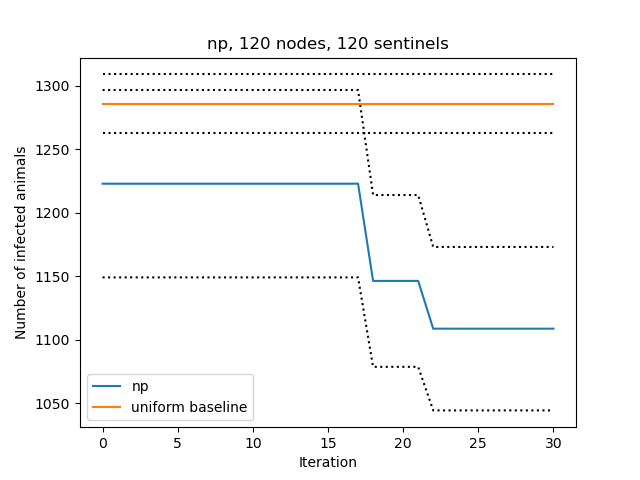 np, 120 nodes, 120 sentinels
Number of infected animals
1300
1250
1200
1150
1100
1050
np
uniform baseline
0 5 10 15 20 25 30
Iteration